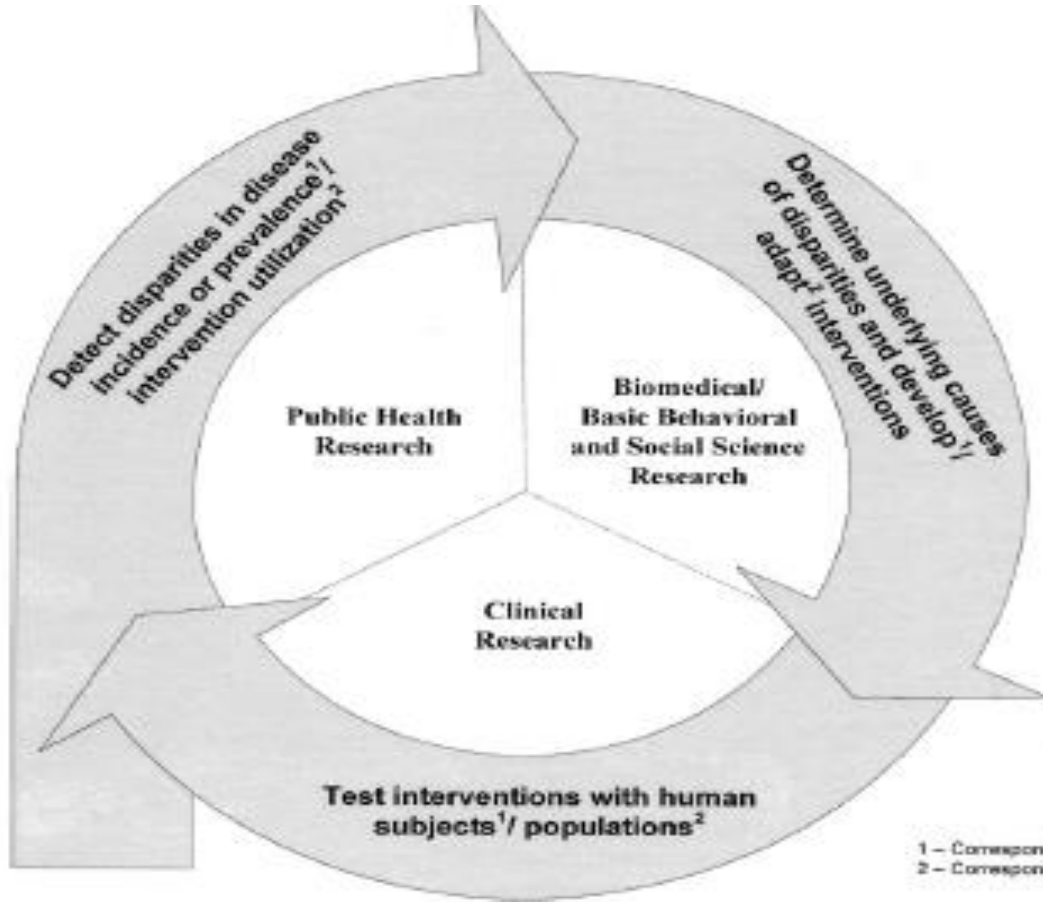 Detect disparities in disease
incidence or prevalence¹/
intervention utilization²
Determine underlying causes
of disparities and develop¹/
adapt² interventions
Public Health
Research
Biomedical/
Basic Behavioral
and Social Science
Research
Clinical
Research
Test interventions with human
subjects¹/ populations²
1 – Correspon
2 – Correspon